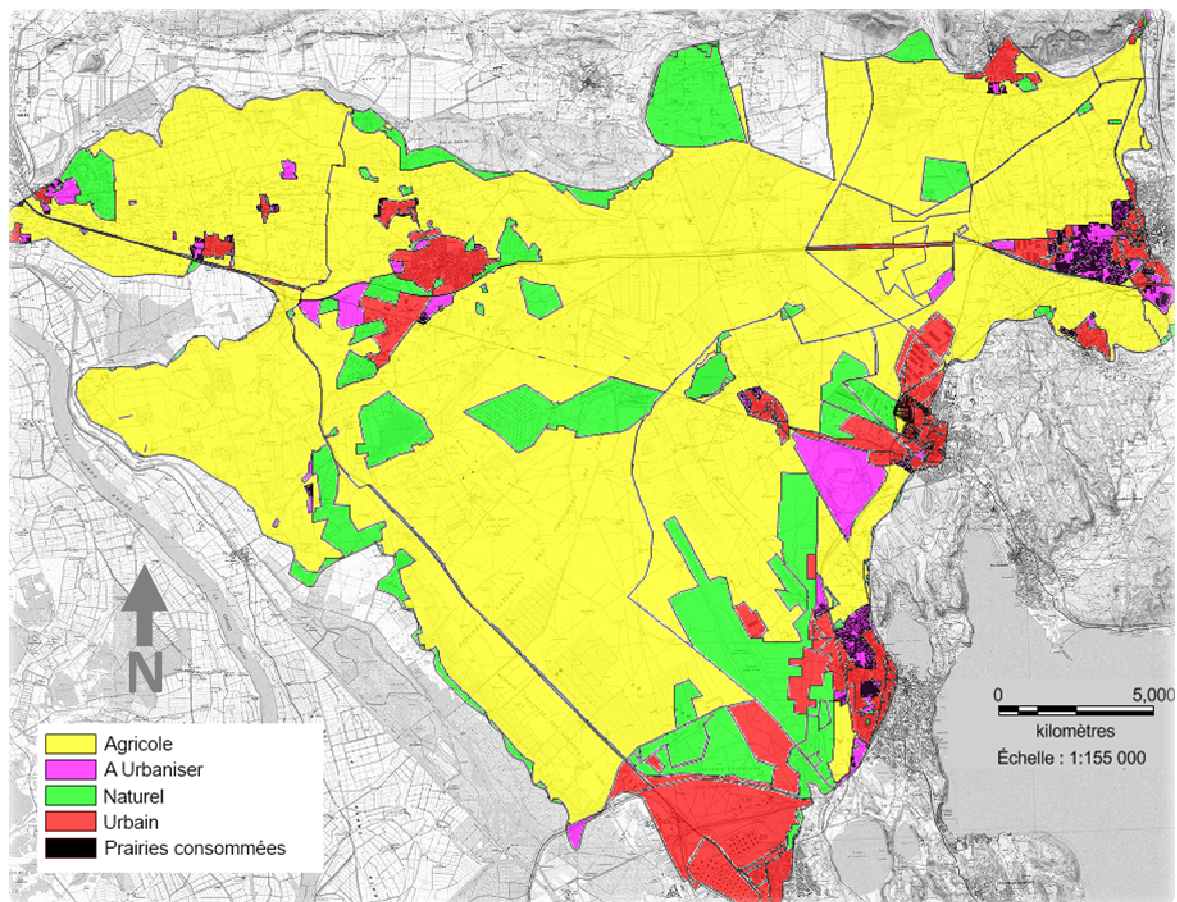 N
0 5,000
kilomètres
Échelle : 1:155 000
Agricole
A Urbaniser
Naturel
Urbain
Prairies consommées